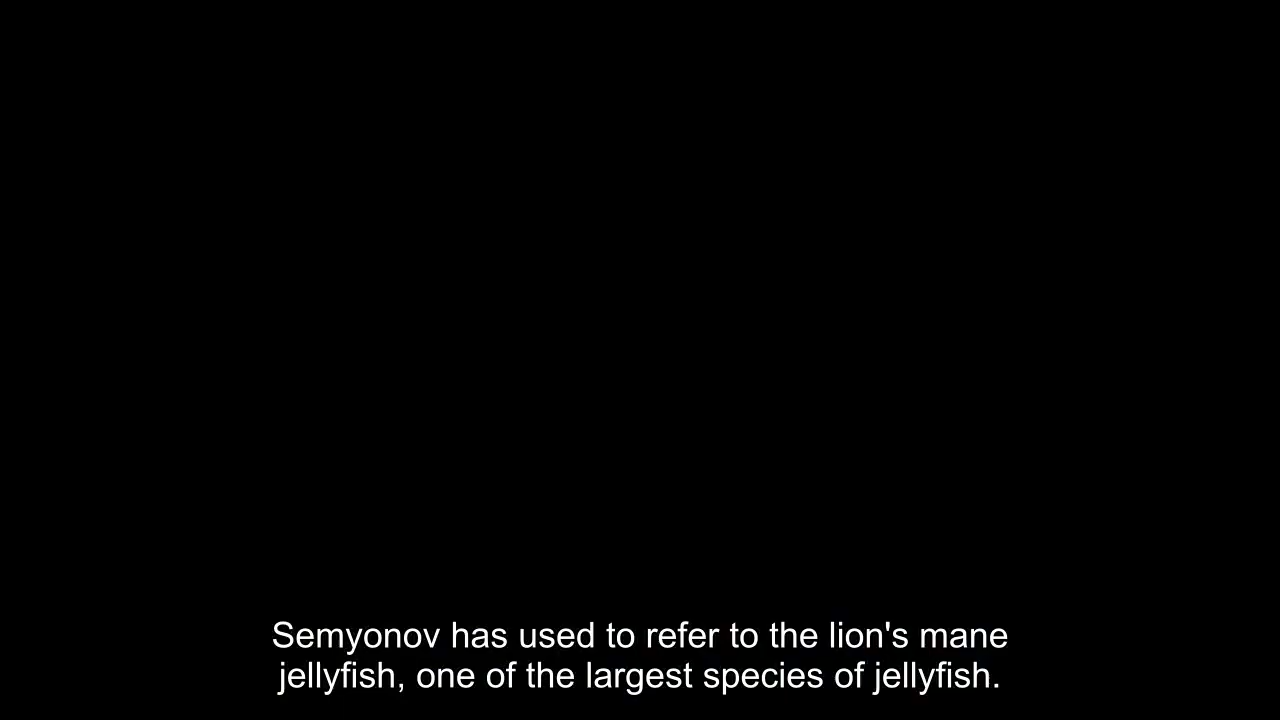 Semyonov has used to refer to the lion's mane
jellyfish, one of the largest species of jellyfish.